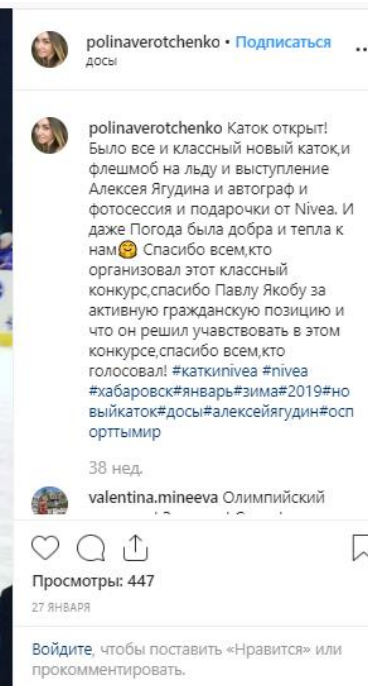 polinaverotchenko • Подписаться
досы
polinaverotchenko Каток открыт!
Было все и классный новый каток,и
флешмоб на льду и выступление
Алексея Ягудина и автограф и
фотосессия и подарочки от Nivea. И
даже Погода была добра и тепла к
нам🤗 Спасибо всем,кто
организовал этот классный
конкурс,спасибо Павлу Якобу за
активную гражданскую позицию и
что он решил учавствовать в этом
конкурсе,спасибо всем,кто
голосовал! #каткиnivea #nivea
#хабаровск#январь#зима#2019#но
выйкаток#досы#алексейягудин#осп
орттымир
38 нед.
valentina.mineeva Олимпийский
Просмотры: 447
27 ЯНВАРЯ
Войдите, чтобы поставить «Нравится» или
прокомментировать.